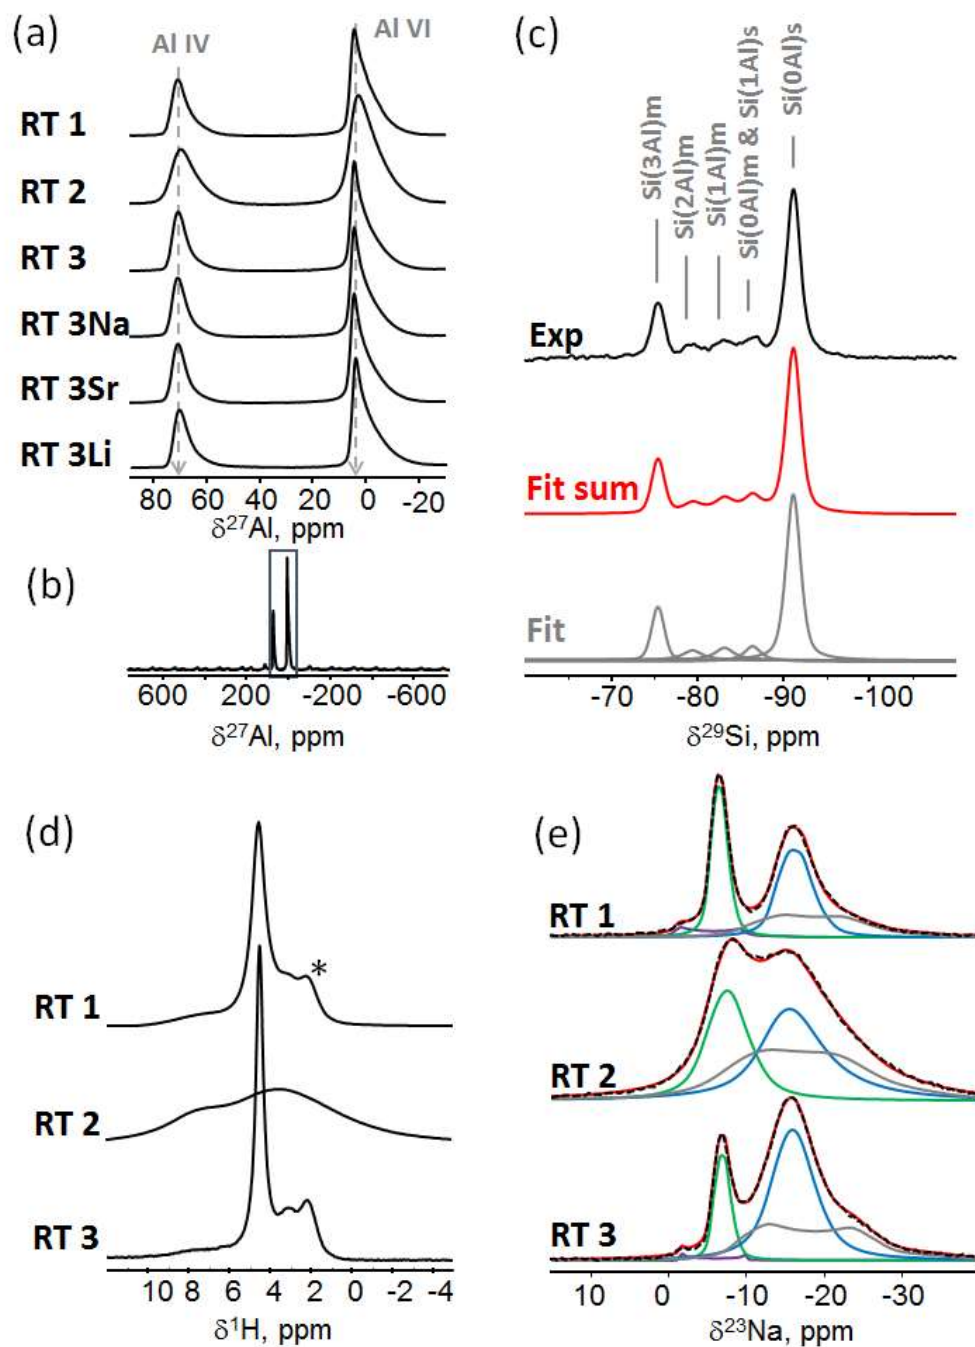 (a)
Al IV
Al VI
RT 1
RT 2
RT 3
RT 3Na
RT 3Sr
RT 3Li
80 60 40 20 0 -20
δ²⁷Al, ppm
(b)
600 200 -200 -600
δ²⁷Al, ppm
(c)
Si(3Al)m
Si(2Al)m
Si(1Al)m
Si(0Al)m & Si(1Al)s
Si(0Al)s
Exp
Fit sum
Fit
-70 -80 -90 -100
δ²⁹Si, ppm
(d)
RT 1
*
RT 2
RT 3
10 8 6 4 2 0 -2 -4
δ¹H, ppm
(e)
RT 1
RT 2
RT 3
10 0 -10 -20 -30
δ²³Na, ppm